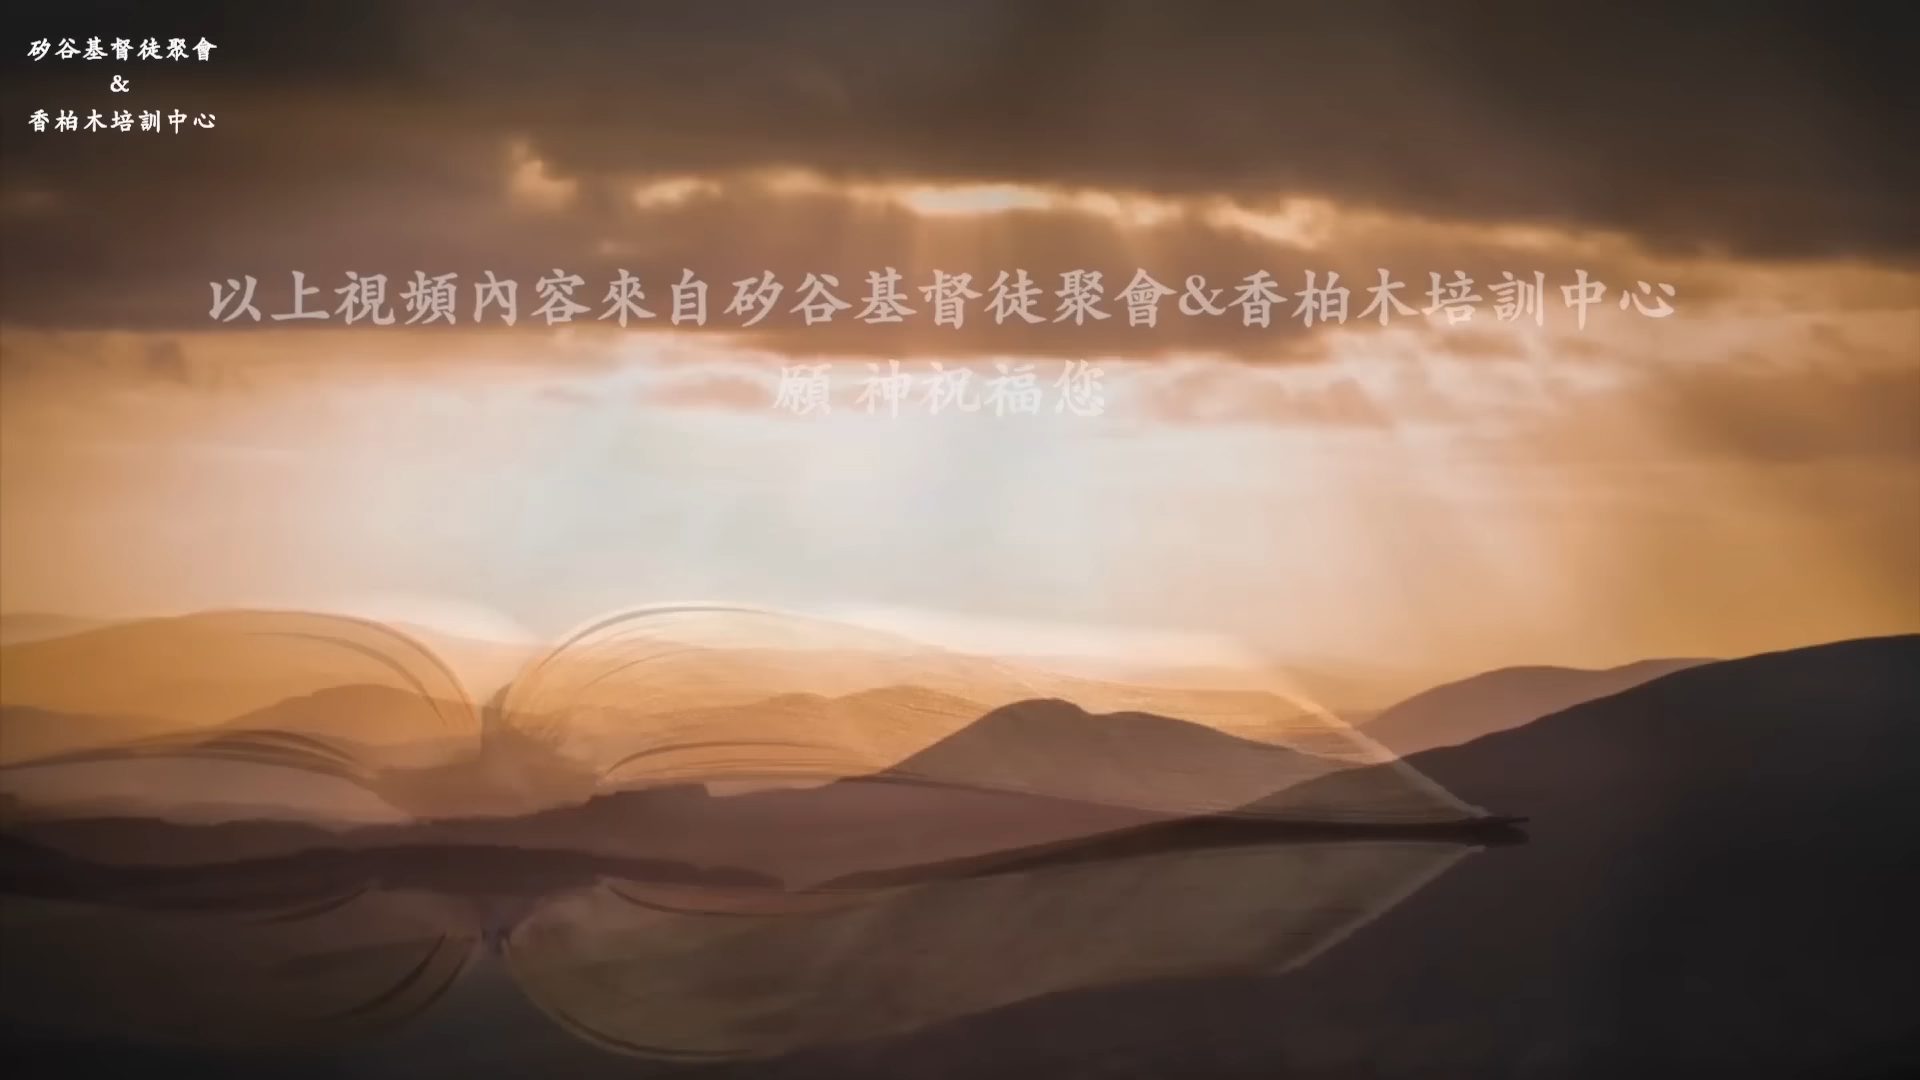 矽谷基督徒聚會
&
香柏木培訓中心
以上視頻內容來自矽谷基督徒聚會&香柏木培訓中心
願 神祝福您